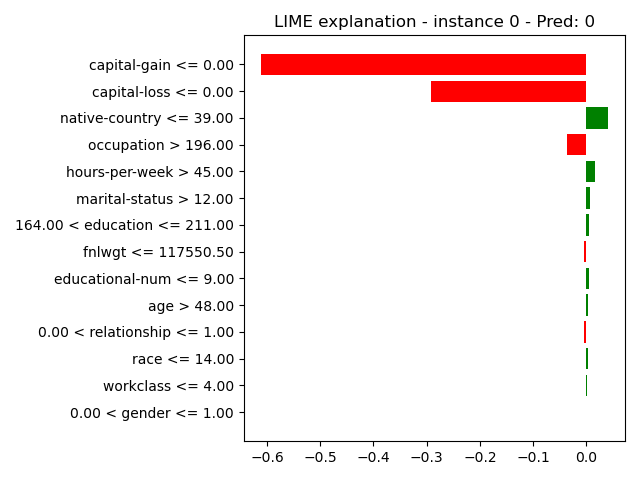 LIME explanation - instance 0 - Pred: 0
capital-gain <= 0.00
capital-loss <= 0.00
native-country <= 39.00
occupation > 196.00
hours-per-week > 45.00
marital-status > 12.00
164.00 < education <= 211.00
fnlwgt <= 117550.50
educational-num <= 9.00
age > 48.00
0.00 < relationship <= 1.00
race <= 14.00
workclass <= 4.00
0.00 < gender <= 1.00
−0.6 −0.5 −0.4 −0.3 −0.2 −0.1 0.0